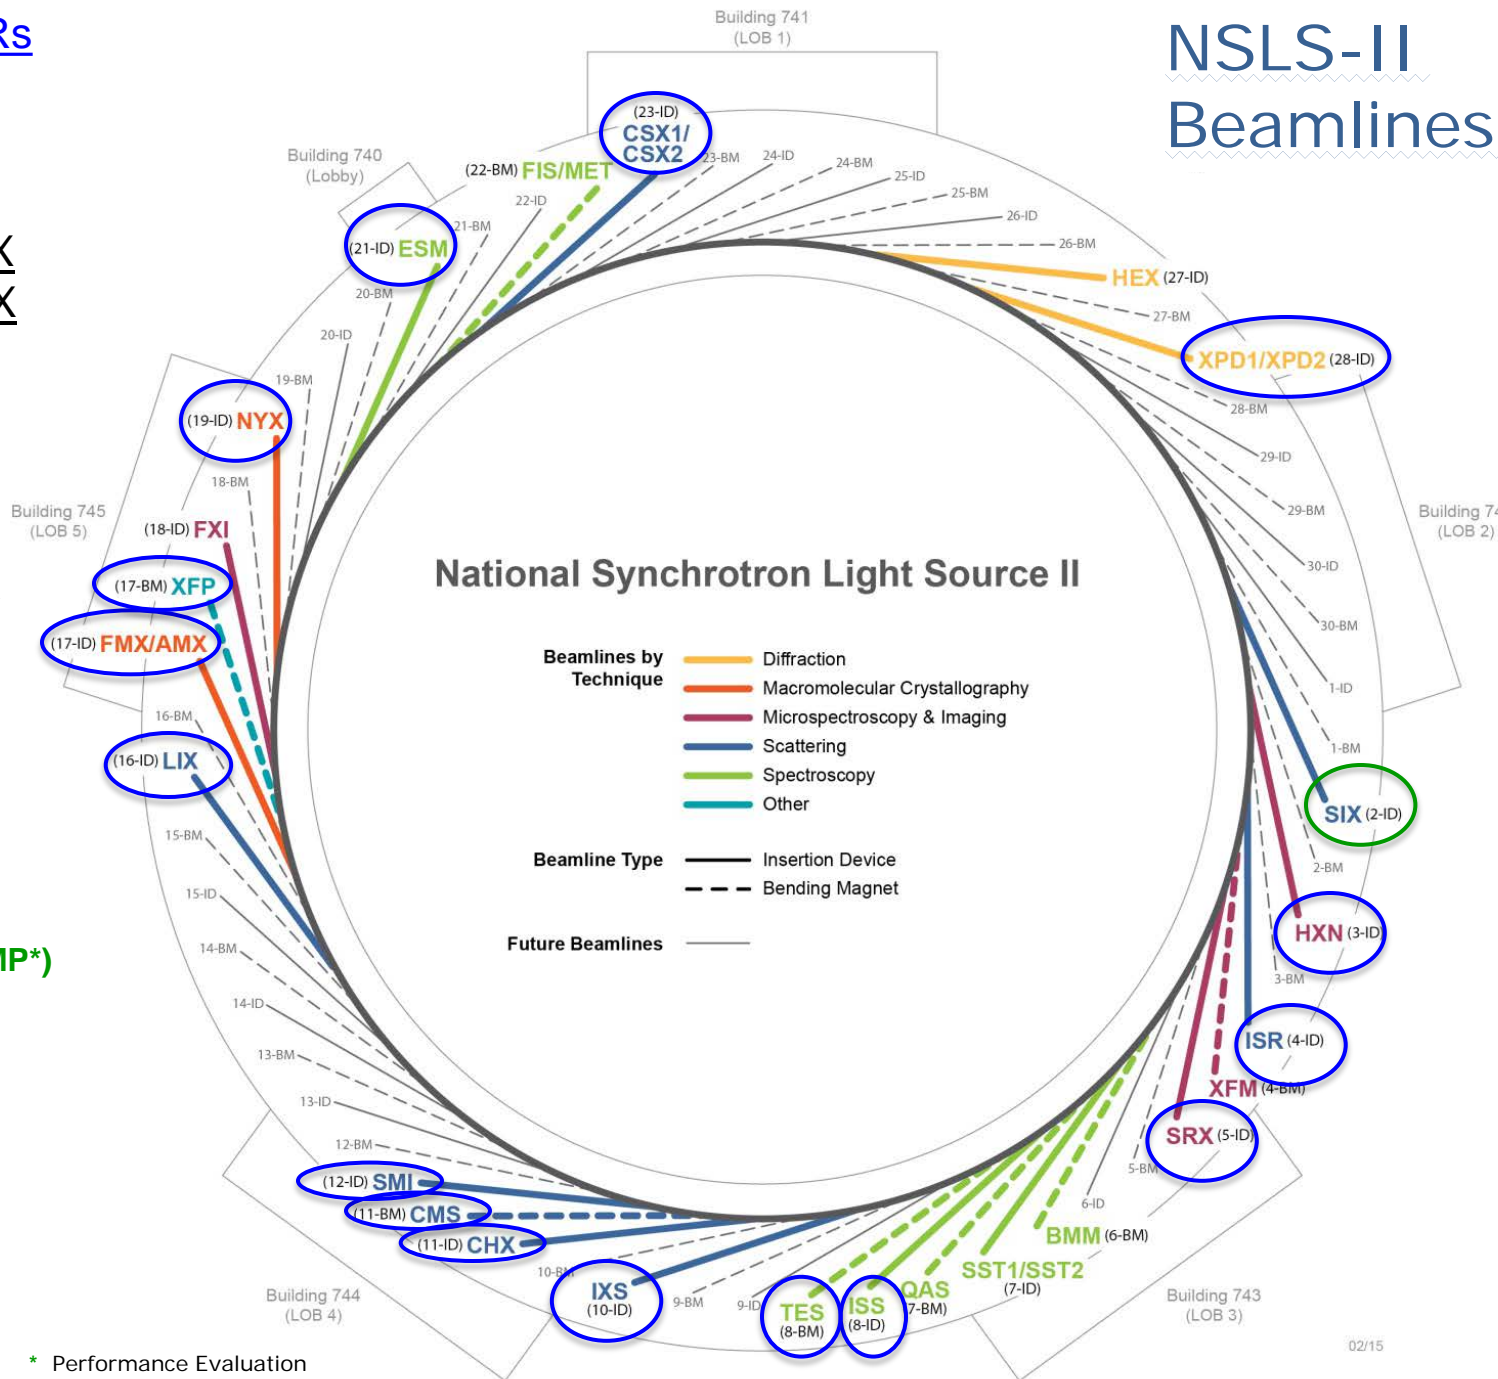 Rs
X
X
MP*)
* Performance Evaluation
NSLS-II
Beamlines
Building 741
(LOB 1)
Building 740
(Lobby)
(23-ID)
CSX1/
CSX2
(22-BM) FIS/MET
22-ID
(21-ID) ESM
21-BM
20-BM
20-ID
19-BM
(19-ID) NYX
18-BM
Building 745
(LOB 5)
(18-ID) FXI
(17-BM) XFP
(17-ID) FMX/AMX
16-BM
(16-ID) LIX
15-BM
15-ID
14-BM
14-ID
13-BM
13-ID
12-BM
(12-ID) SMI
(11-BM) CMS
(11-ID) CHX
10-BM
IXS
(10-ID)
9-BM
9-ID
Building 744
(LOB 4)
TES
(8-BM)
ISS
(8-ID)
QAS
(7-BM)
SST1/SST2
(7-ID)
BMM (6-BM)
6-ID
5-BM
Building 743
(LOB 3)
SRX (5-ID)
XFM (4-BM)
ISR (4-ID)
3-BM
HXN (3-ID)
2-BM
SIX (2-ID)
1-BM
1-ID
30-BM
30-ID
29-BM
29-ID
28-BM
Building 74
(LOB 2)
XPD1/XPD2 (28-ID)
27-BM
HEX (27-ID)
26-BM
26-ID
25-BM
25-ID
24-BM
24-ID
23-BM
National Synchrotron Light Source II
Beamlines by
Technique
Diffraction
Macromolecular Crystallography
Microspectroscopy & Imaging
Scattering
Spectroscopy
Other
Beamline Type
Insertion Device
Bending Magnet
Future Beamlines
02/15